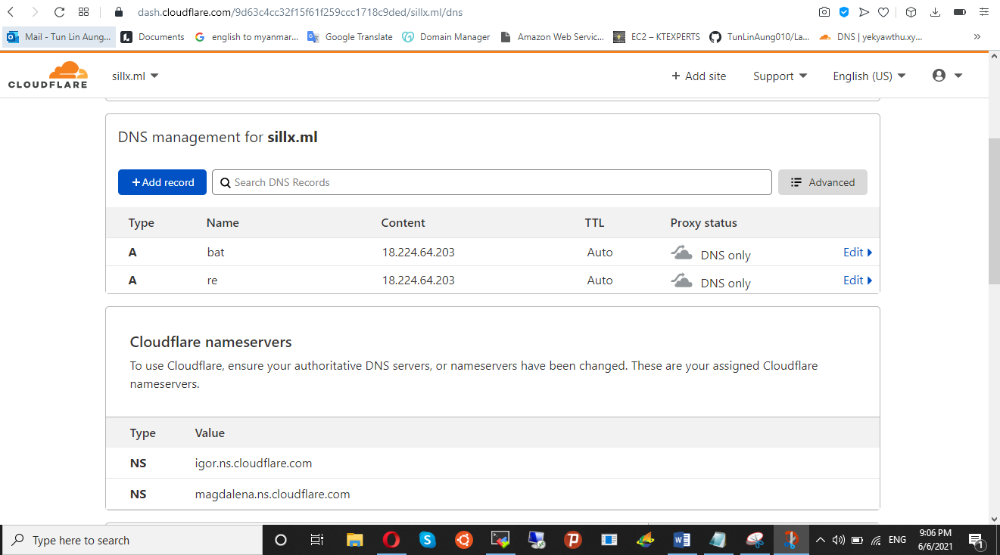 dash.cloudflare.com/9d63c4cc32f15f61f259ccc1718c9ded/sillx.ml/dns
Mail - Tun Lin Aung... Documents english to myanmar... Google Translate Domain Manager Amazon Web Servic... EC2 – KTEXPERTS TunLinAung010/La... DNS | yekyawthu.xy... »
CLOUDFLARE sillx.ml + Add site Support English (US)
DNS management for sillx.ml
+Add record Search DNS Records Advanced
Type Name Content TTL Proxy status
A bat 18.224.64.203 Auto DNS only Edit
A re 18.224.64.203 Auto DNS only Edit
Cloudflare nameservers
To use Cloudflare, ensure your authoritative DNS servers, or nameservers have been changed. These are your assigned Cloudflare
nameservers.
Type Value
NS igor.ns.cloudflare.com
NS magdalena.ns.cloudflare.com
Type here to search ENG 9:06 PM
6/6/2021 1